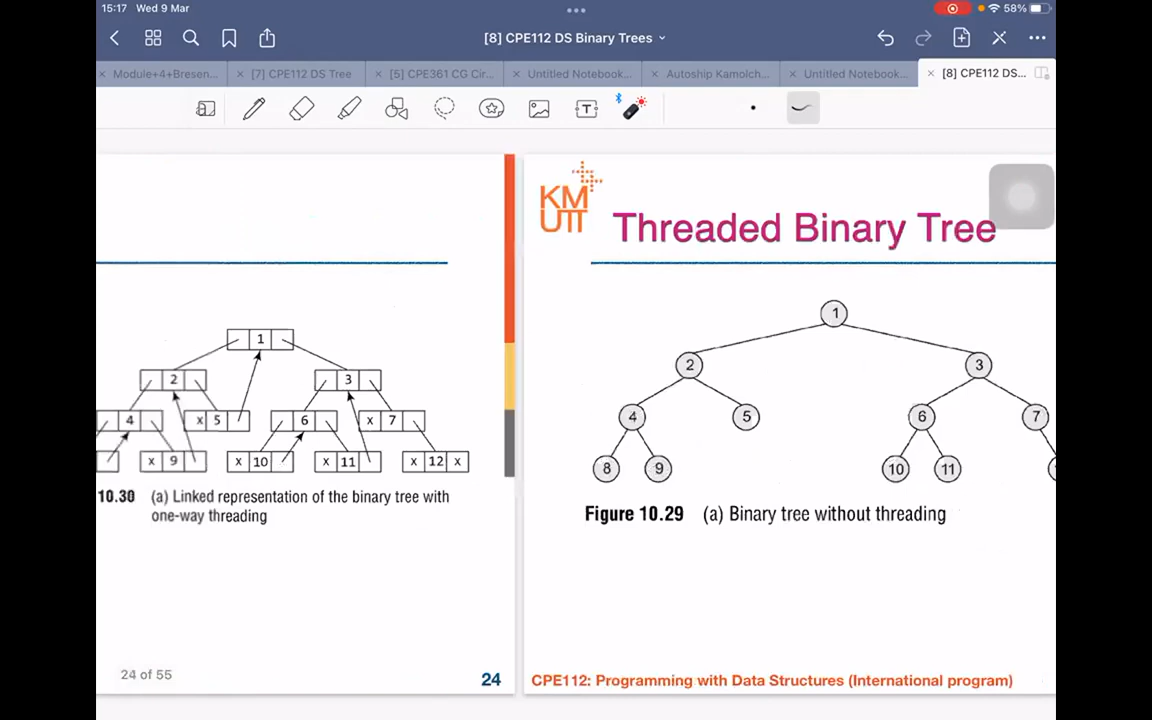 15:17 Wed 9 Mar
58%
[8] CPE112 DS Binary Trees
Module+4+Bresen...
[7] CPE112 DS Tree
[5] CPE361 CG Cir...
Untitled Notebook...
Autoship Kamolch...
Untitled Notebook...
[8] CPE112 DS...
T
1
2
3
4
x 5
6
x 7
x 9
x 10
x 11
x 12 x
10.30 (a) Linked representation of the binary tree with
one-way threading
24 of 55
24
KM
UTT
Threaded Binary Tree
1
2
3
4
5
6
7
8
9
10
11
Figure 10.29 (a) Binary tree without threading
CPE112: Programming with Data Structures (International program)